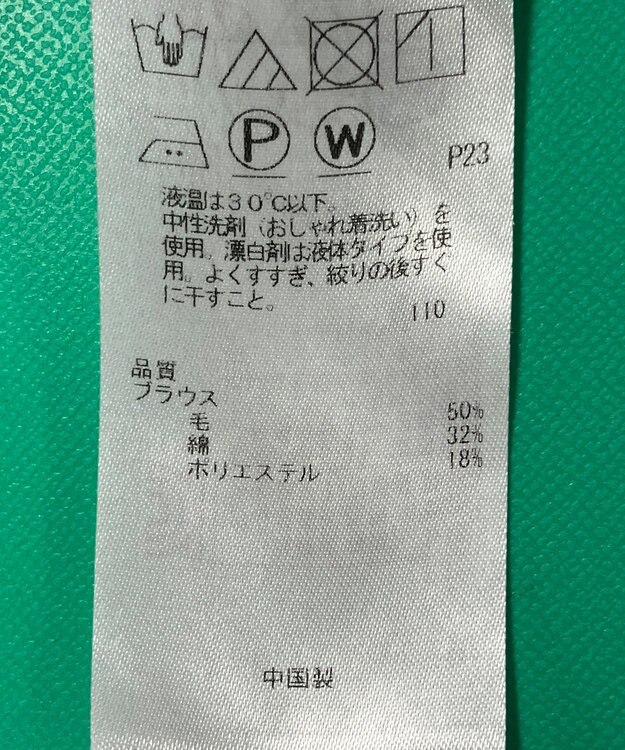 P W P23
液温は30℃以下。
中性洗剤(おしゃれ着洗い)を
使用。漂白剤は液体タイプを使
用。よくすすぎ、絞りの後すぐ
に干すこと。
110
品質
ブラウス
毛 50%
綿 32%
ポリエステル 18%
中国製